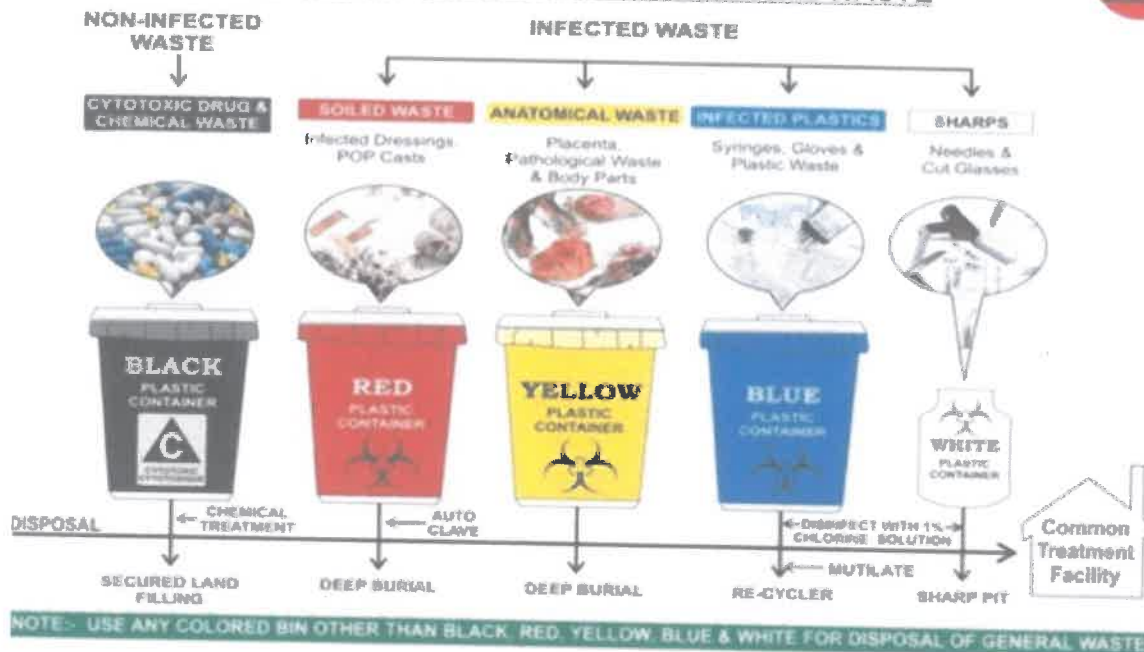 WASTE
NON-INFECTED
WASTE
INFECTED WASTE
CYTOTOXIC DRUG &
CHEMICAL WASTE
SOILED WASTE
Infected Dressings,
POP Casts
ANATOMICAL WASTE
Placenta,
Pathological Waste
& Body Parts
INFECTED PLASTICS
Syringes, Gloves &
Plastic Waste
SHARPS
Needles &
Cut Glasses
BLACK
PLASTIC
CONTAINER
C
CYTOTOXIC
RED
PLASTIC
CONTAINER
YELLOW
PLASTIC
CONTAINER
BLUE
PLASTIC
CONTAINER
WHITE
PLASTIC
CONTAINER
DISPOSAL
CHEMICAL
TREATMENT
AUTO
CLAVE
DISINFECT WITH 1%
CHLORINE SOLUTION
MUTILATE
SECURED LAND
FILLING
DEEP BURIAL
DEEP BURIAL
RE-CYCLER
SHARP PIT
Common
Treatment
Facility
NOTE:- USE ANY COLORED BIN OTHER THAN BLACK, RED, YELLOW, BLUE & WHITE FOR DISPOSAL OF GENERAL WASTE